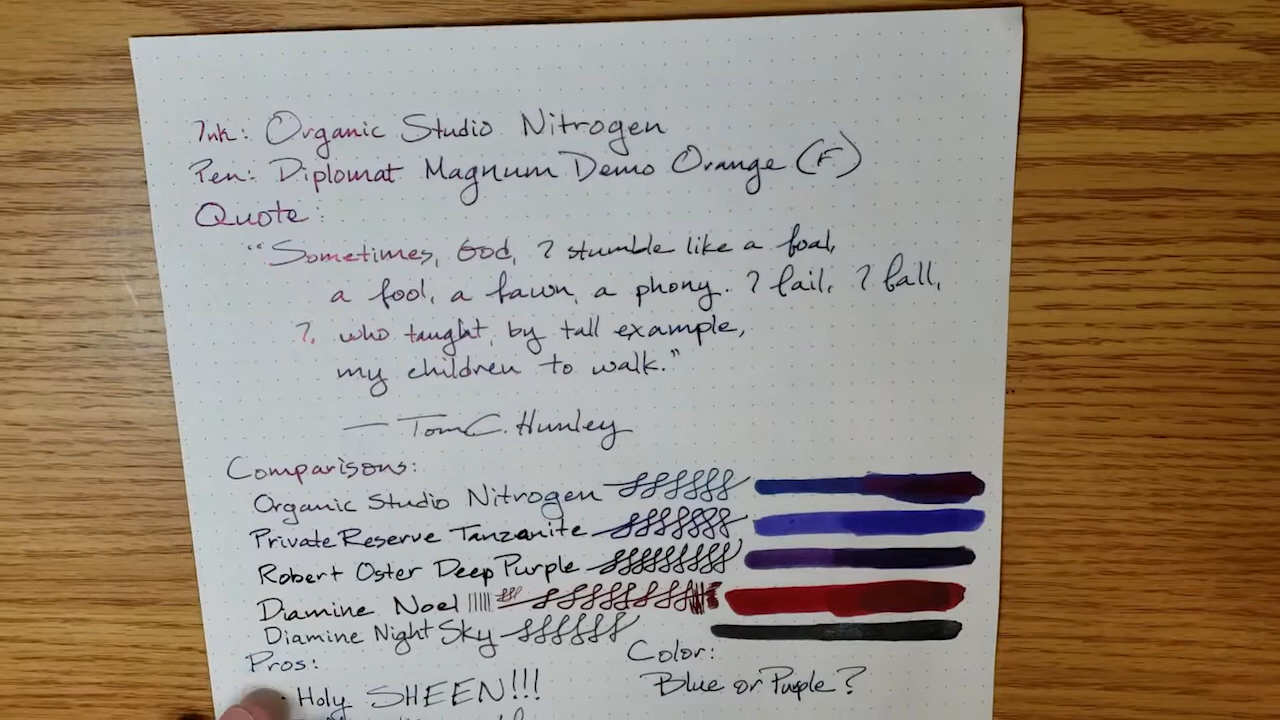 Ink: Organic Studio Nitrogen
Pen: Diplomat Magnum Demo Orange (F)
Quote:
"Sometimes, God, I stumble like a foal,
a fool, a fawn, a phony. I fail, I fall,
I, who taught, by tall example,
my children to walk."
— Tom C. Hunley
Comparisons:
Organic Studio Nitrogen
Private Reserve Tanzanite
Robert Oster Deep Purple
Diamine Noel
Diamine Night Sky
Pros:
Color:
· Holy SHEEN!!!
Blue or Purple?